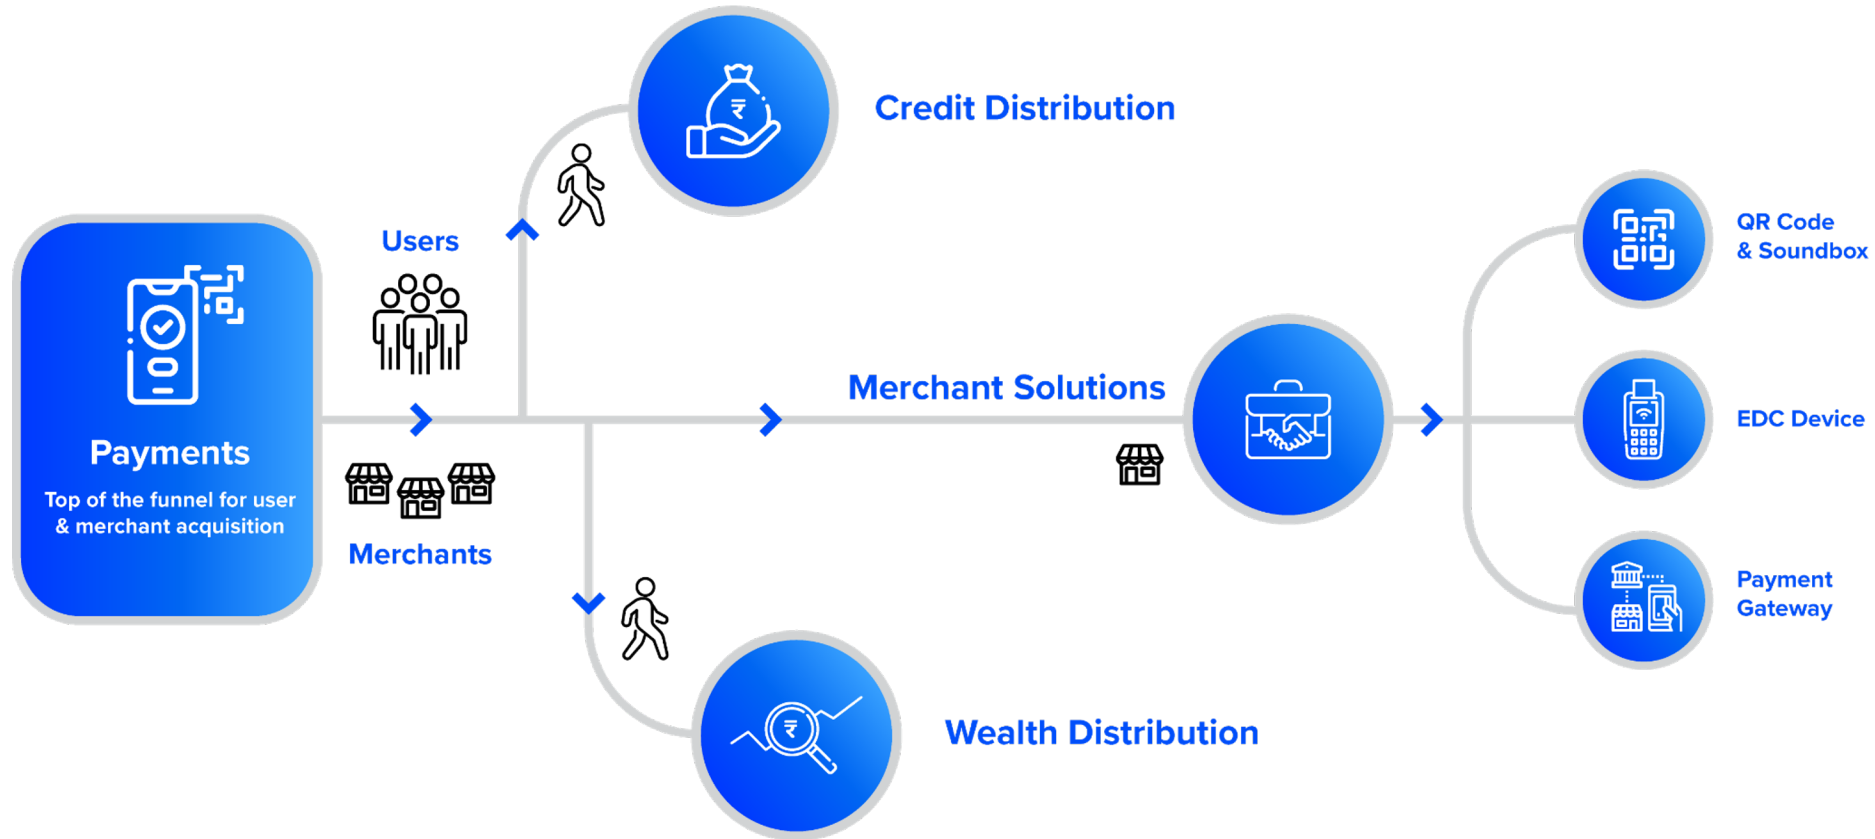 Payments
Top of the funnel for user
& merchant acquisition
Users
Merchants
₹
Credit Distribution
Merchant Solutions
₹
Wealth Distribution
QR Code
& Soundbox
EDC Device
Payment
Gateway